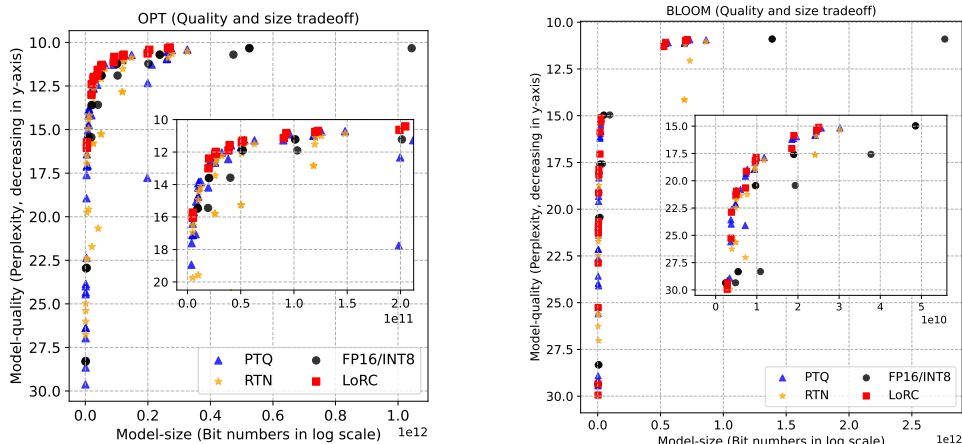 OPT (Quality and size tradeoff)
Model-quality (Perplexity, decreasing in y-axis)
10.0
12.5
15.0
17.5
20.0
22.5
25.0
27.5
30.0
10
12
14
16
18
20
0.0 0.5 1.0 1.5 2.0
1e11
PTQ FP16/INT8
RTN LoRC
0.0 0.2 0.4 0.6 0.8 1.0
1e12
Model-size (Bit numbers in log scale)
BLOOM (Quality and size tradeoff)
Model-quality (Perplexity, decreasing in y-axis)
10.0
12.5
15.0
17.5
20.0
22.5
25.0
27.5
30.0
15.0
17.5
20.0
22.5
25.0
27.5
30.0
0 1 2 3 4 5
1e10
PTQ FP16/INT8
RTN LoRC
0.0 0.5 1.0 1.5 2.0 2.5
1e12
Model-size (Bit numbers in log scale)